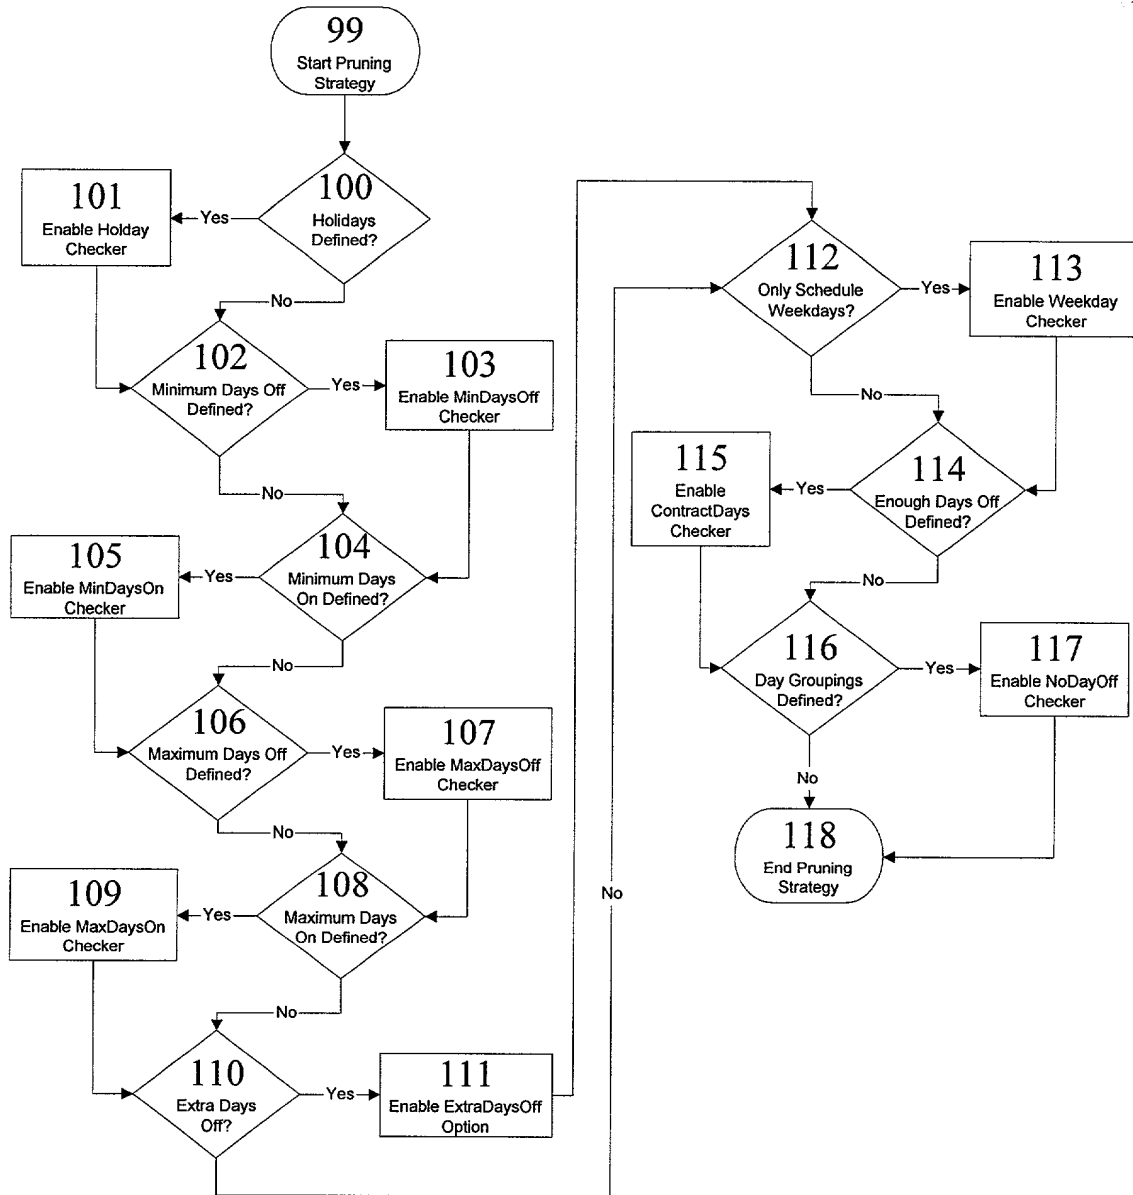 99
Start Pruning
Strategy
100
Holidays
Defined?
Yes
101
Enable Holday
Checker
No
102
Minimum Days Off
Defined?
Yes
103
Enable MinDaysOff
Checker
No
104
Minimum Days
On Defined?
Yes
105
Enable MinDaysOn
Checker
No
106
Maximum Days Off
Defined?
Yes
107
Enable MaxDaysOff
Checker
No
108
Maximum Days
On Defined?
Yes
109
Enable MaxDaysOn
Checker
No
110
Extra Days
Off?
Yes
111
Enable ExtraDaysOff
Option
No
112
Only Schedule
Weekdays?
Yes
113
Enable Weekday
Checker
No
114
Enough Days Off
Defined?
Yes
115
Enable
ContractDays
Checker
No
116
Day Groupings
Defined?
Yes
117
Enable NoDayOff
Checker
No
118
End Pruning
Strategy